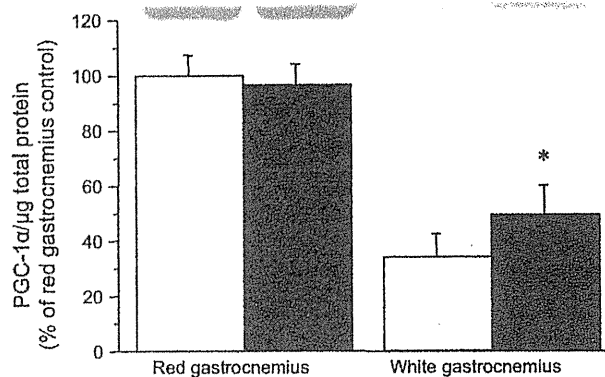 PGC-1α/µg total protein
(% of red gastrocnemius control)
120
100
80
60
40
20
0
*
Red gastrocnemius
White gastrocnemius